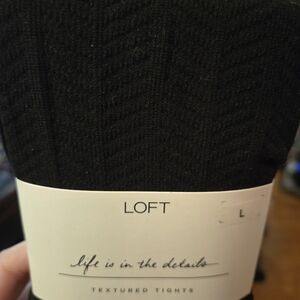 LOFT
L
life is in the details
TEXTURED TIGHTS